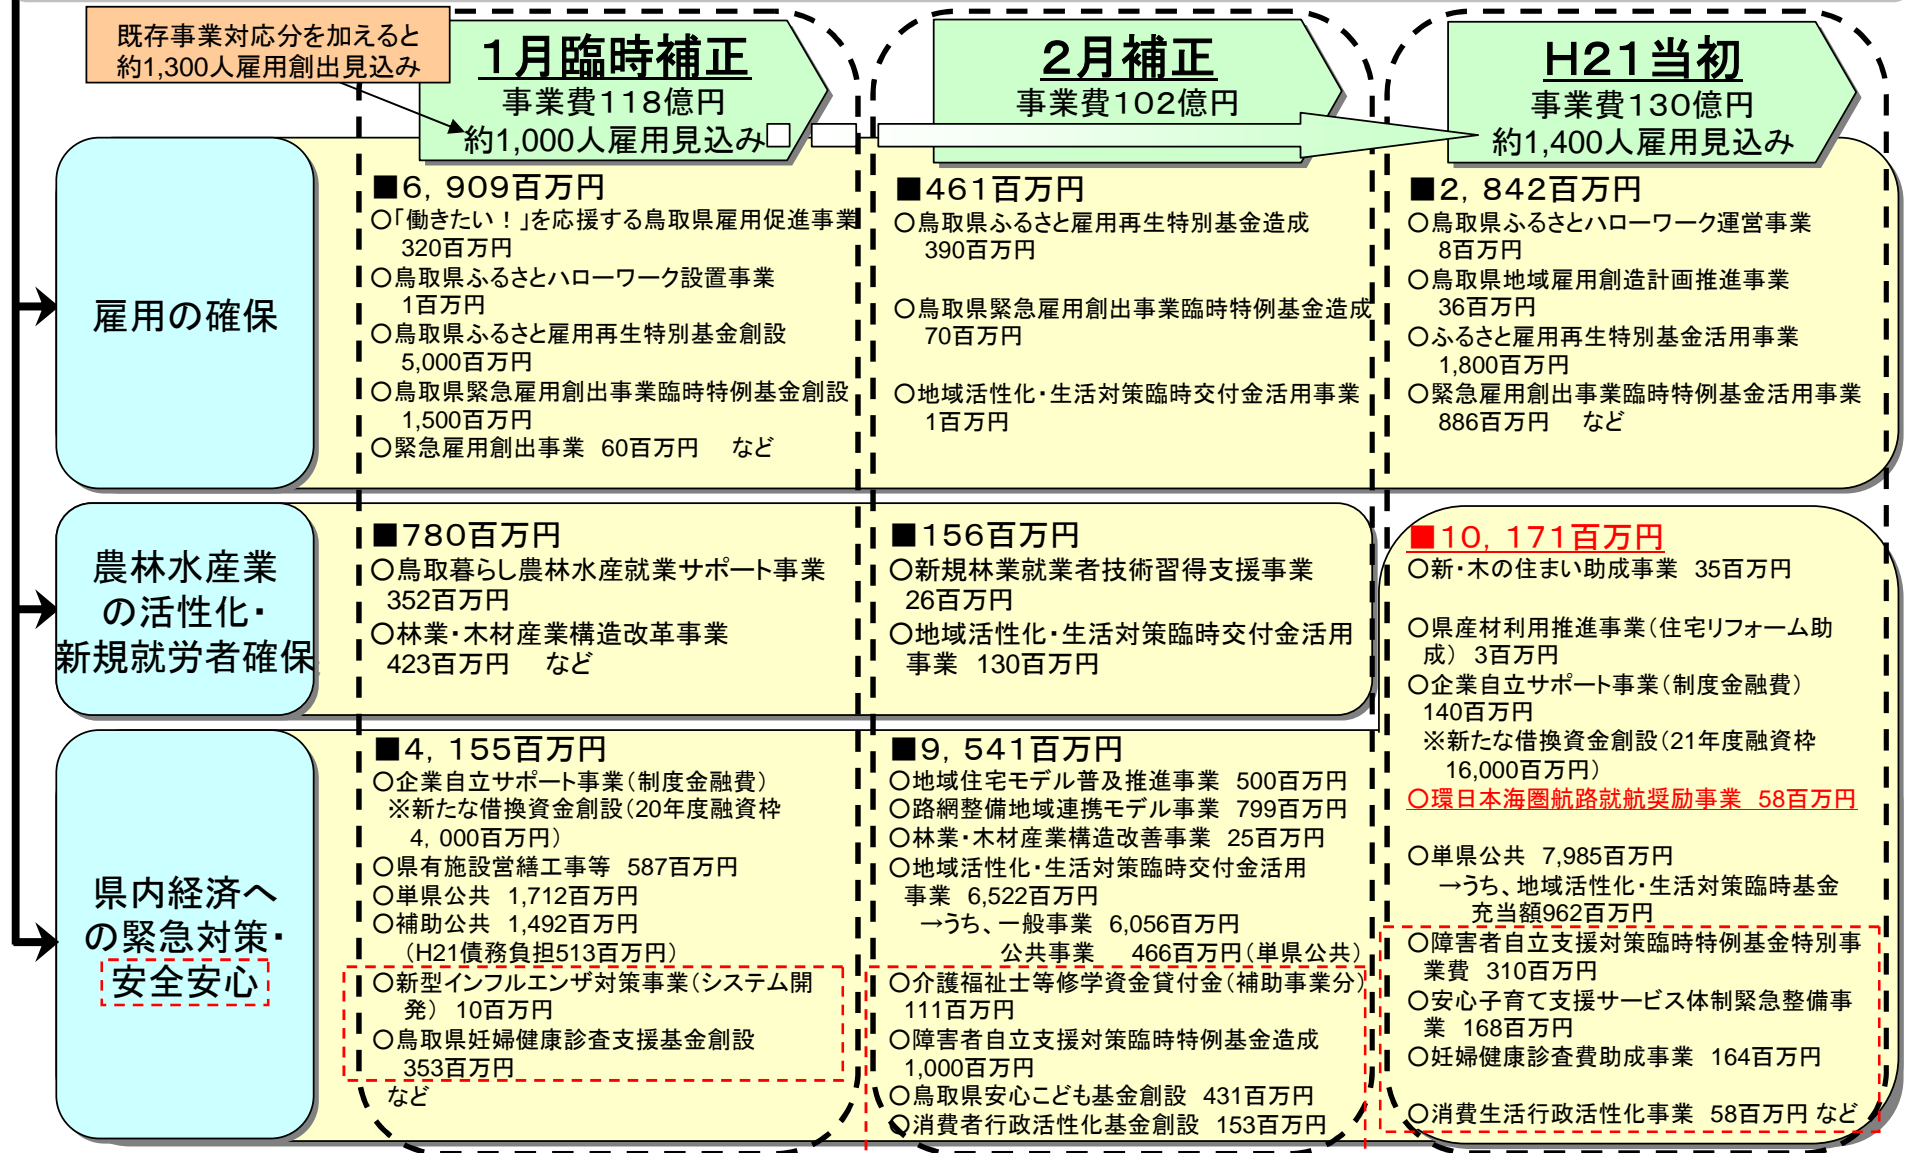 既存事業対応分を加えると
約1,300人雇用創出見込み
１月臨時補正
事業費１１８億円
約1,000人雇用見込み
２月補正
事業費１０２億円
Ｈ２１当初
事業費１３０億円
約1,400人雇用見込み
雇用の確保
■６，９０９百万円
○「働きたい！」を応援する鳥取県雇用促進事業
320百万円
○鳥取県ふるさとハローワーク設置事業
1百万円
○鳥取県ふるさと雇用再生特別基金創設
5,000百万円
○鳥取県緊急雇用創出事業臨時特例基金創設
1,500百万円
○緊急雇用創出事業　60百万円　など
■４６１百万円
○鳥取県ふるさと雇用再生特別基金造成
390百万円
○鳥取県緊急雇用創出事業臨時特例基金造成
70百万円
○地域活性化・生活対策臨時交付金活用事業
1百万円
■２，８４２百万円
○鳥取県ふるさとハローワーク運営事業
8百万円
○鳥取県地域雇用創造計画推進事業
36百万円
○ふるさと雇用再生特別基金活用事業
1,800百万円
○緊急雇用創出事業臨時特例基金活用事業
886百万円　など
農林水産業
の活性化・
新規就労者確保
■７８０百万円
○鳥取暮らし農林水産就業サポート事業
352百万円
○林業・木材産業構造改革事業
423百万円　など
■１５６百万円
○新規林業就業者技術習得支援事業
26百万円
○地域活性化・生活対策臨時交付金活用
事業　130百万円
■１０，１７１百万円
○新・木の住まい助成事業　35百万円
○県産材利用推進事業（住宅リフォーム助
成）　3百万円
○企業自立サポート事業（制度金融費）
140百万円
※新たな借換資金創設（21年度融資枠
16,000百万円）
○環日本海圏航路就航奨励事業　58百万円
○単県公共　7,985百万円
→うち、地域活性化・生活対策臨時基金
充当額962百万円
○障害者自立支援対策臨時特例基金特別事
業費　310百万円
○安心子育て支援サービス体制緊急整備事
業　168百万円
○妊婦健康診査費助成事業　164百万円
○消費生活行政活性化事業　58百万円 など
県内経済へ
の緊急対策・
安全安心
■４，１５５百万円
○企業自立サポート事業（制度金融費）
※新たな借換資金創設（20年度融資枠
4，000百万円）
○県有施設営繕工事等　587百万円
○単県公共　1,712百万円
○補助公共　1,492百万円
（H21債務負担513百万円）
○新型インフルエンザ対策事業（システム開
発）　10百万円
○鳥取県妊婦健康診査支援基金創設
353百万円
など
■９，５４１百万円
○地域住宅モデル普及推進事業　500百万円
○路網整備地域連携モデル事業　799百万円
○林業・木材産業構造改善事業　25百万円
○地域活性化・生活対策臨時交付金活用
事業　6,522百万円
→うち、一般事業　6,056百万円
公共事業　466百万円（単県公共）
○介護福祉士等修学資金貸付金（補助事業分）
111百万円
○障害者自立支援対策臨時特例基金造成
1,000百万円
○鳥取県安心こども基金創設　431百万円
○消費者行政活性化基金創設　153百万円